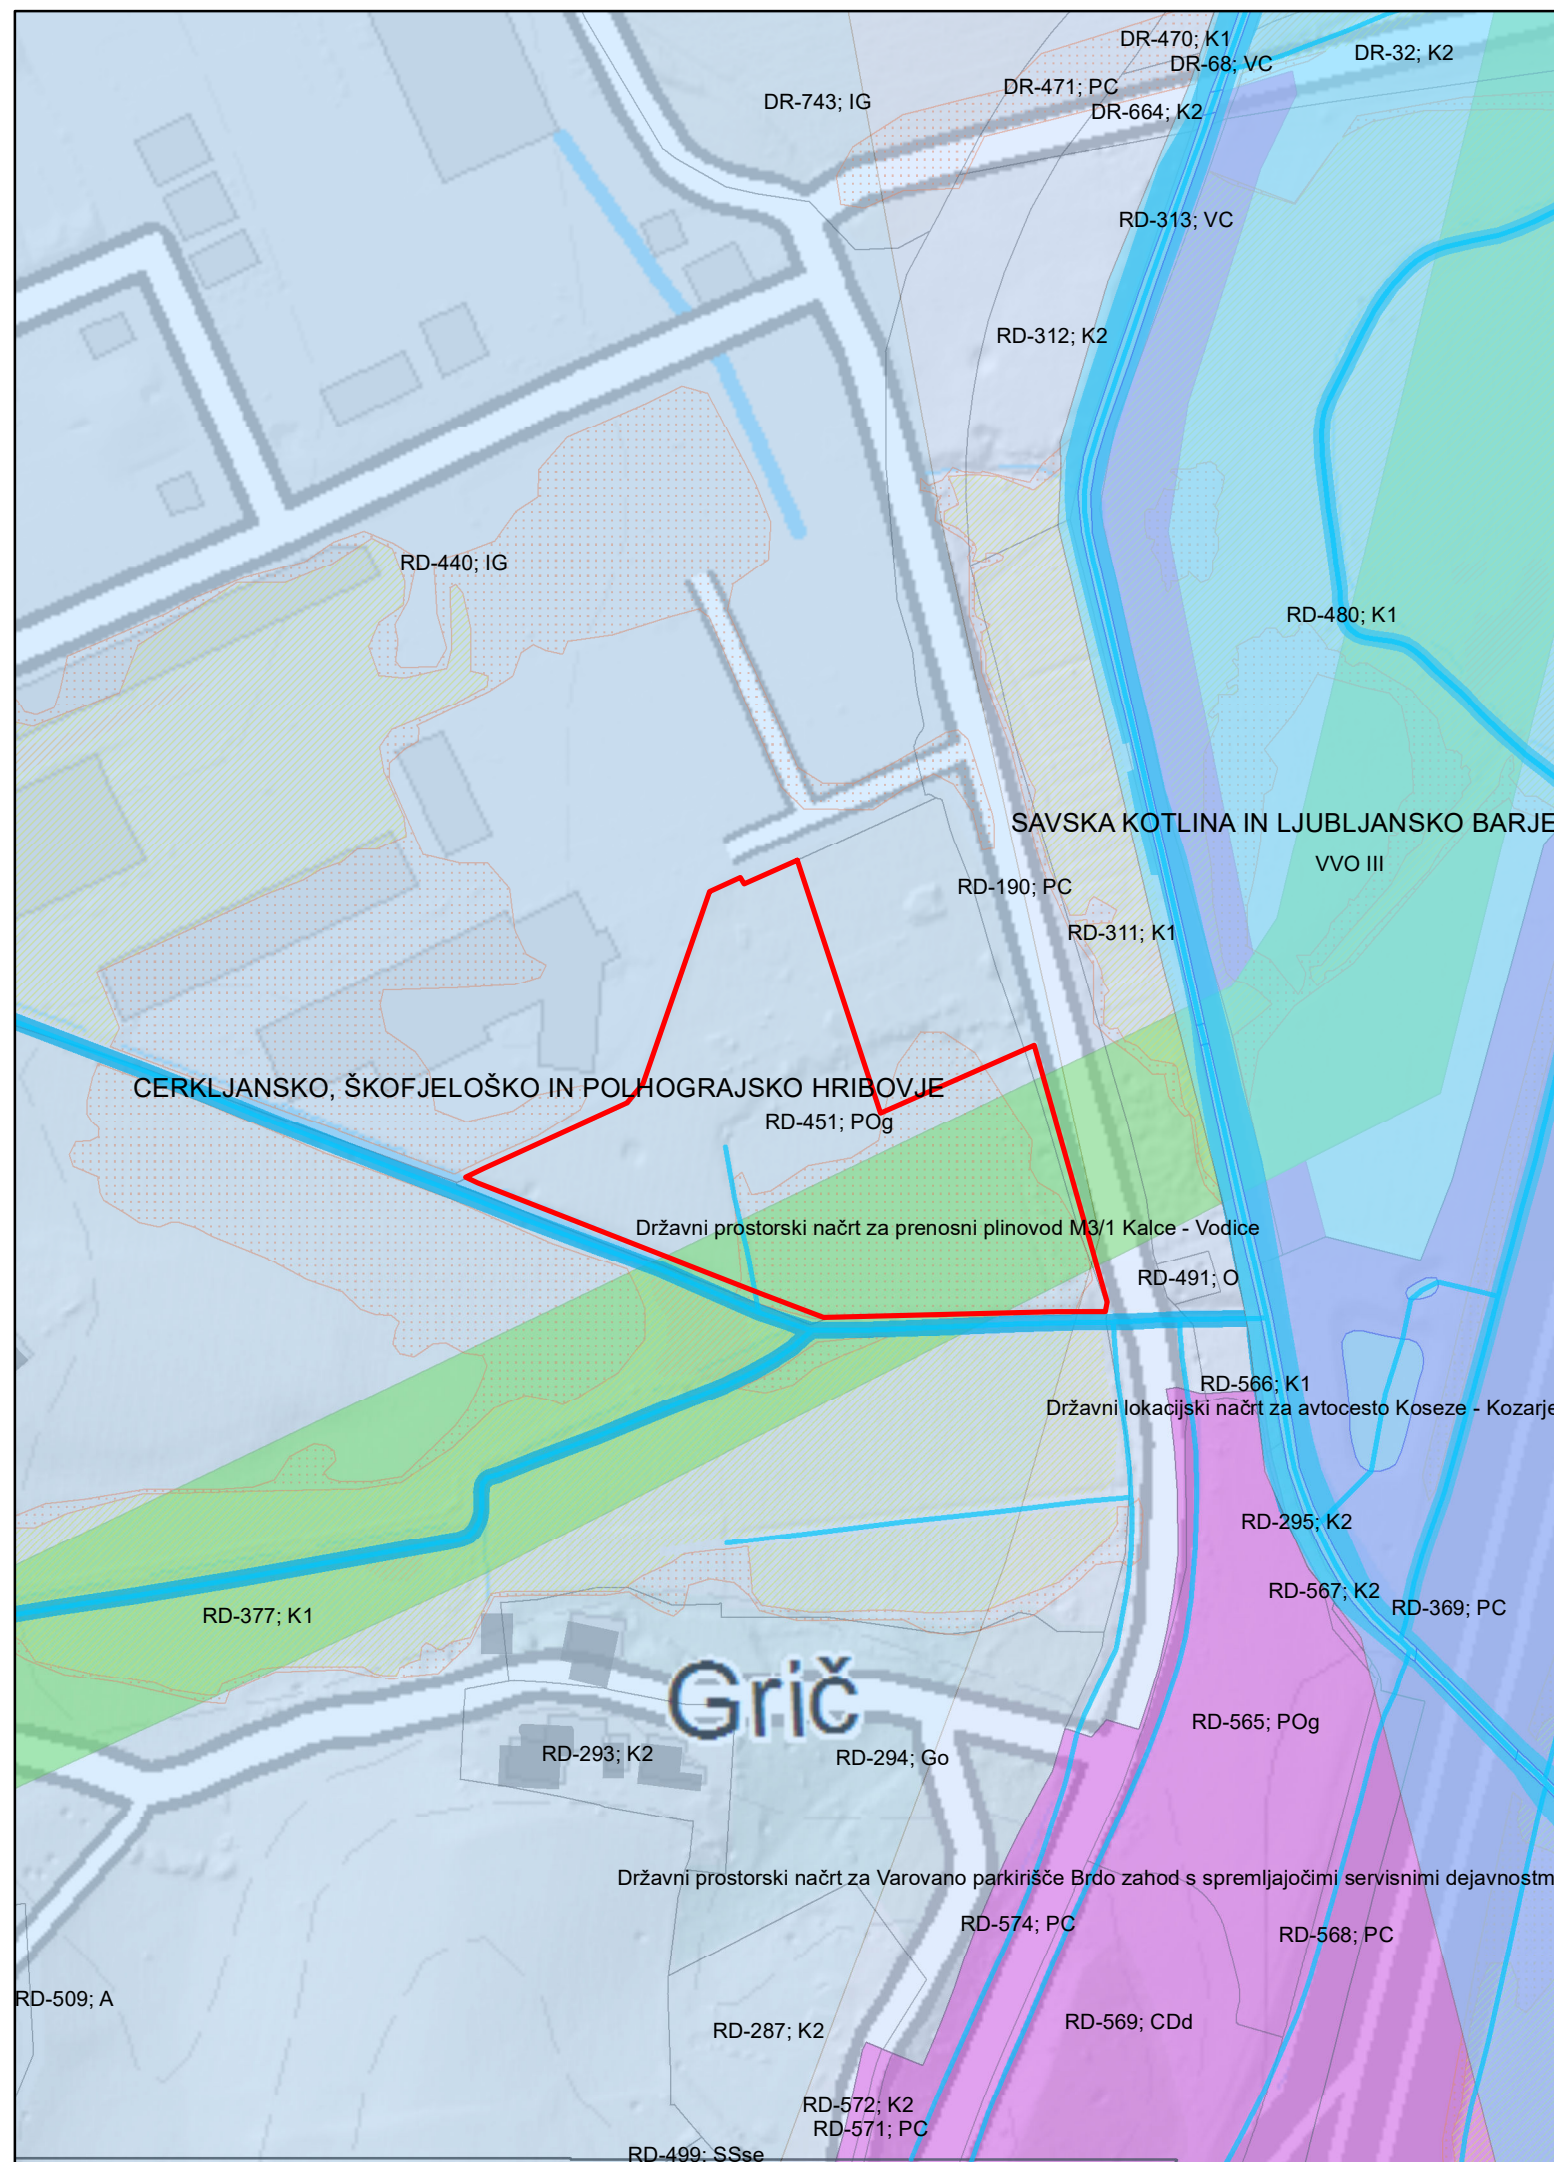 DR-470; K1
DR-68; VC
DR-32; K2
DR-471; PC
DR-743; IG
DR-664; K2
RD-313; VC
RD-312; K2
RD-440; IG
RD-480; K1
SAVSKA KOTLINA IN LJUBLJANSKO BARJE
VVO III
RD-190; PC
RD-311; K1
CERKLJANSKO, ŠKOFJELOŠKO IN POLHOGRAJSKO HRIBOVJE
RD-451; POg
Državni prostorski načrt za prenosni plinovod M3/1 Kalce - Vodice
RD-491; O
RD-566; K1
Državni lokacijski načrt za avtocesto Koseze - Kozarje
RD-295; K2
RD-567; K2
RD-369; PC
RD-377; K1
Grič
RD-565; POg
RD-293; K2
RD-294; Go
Državni prostorski načrt za Varovano parkirišče Brdo zahod s spremljajočimi servisnimi dejavnostm
RD-574; PC
RD-568; PC
RD-509; A
RD-569; CDd
RD-287; K2
RD-572; K2
RD-571; PC
RD-499; SSse